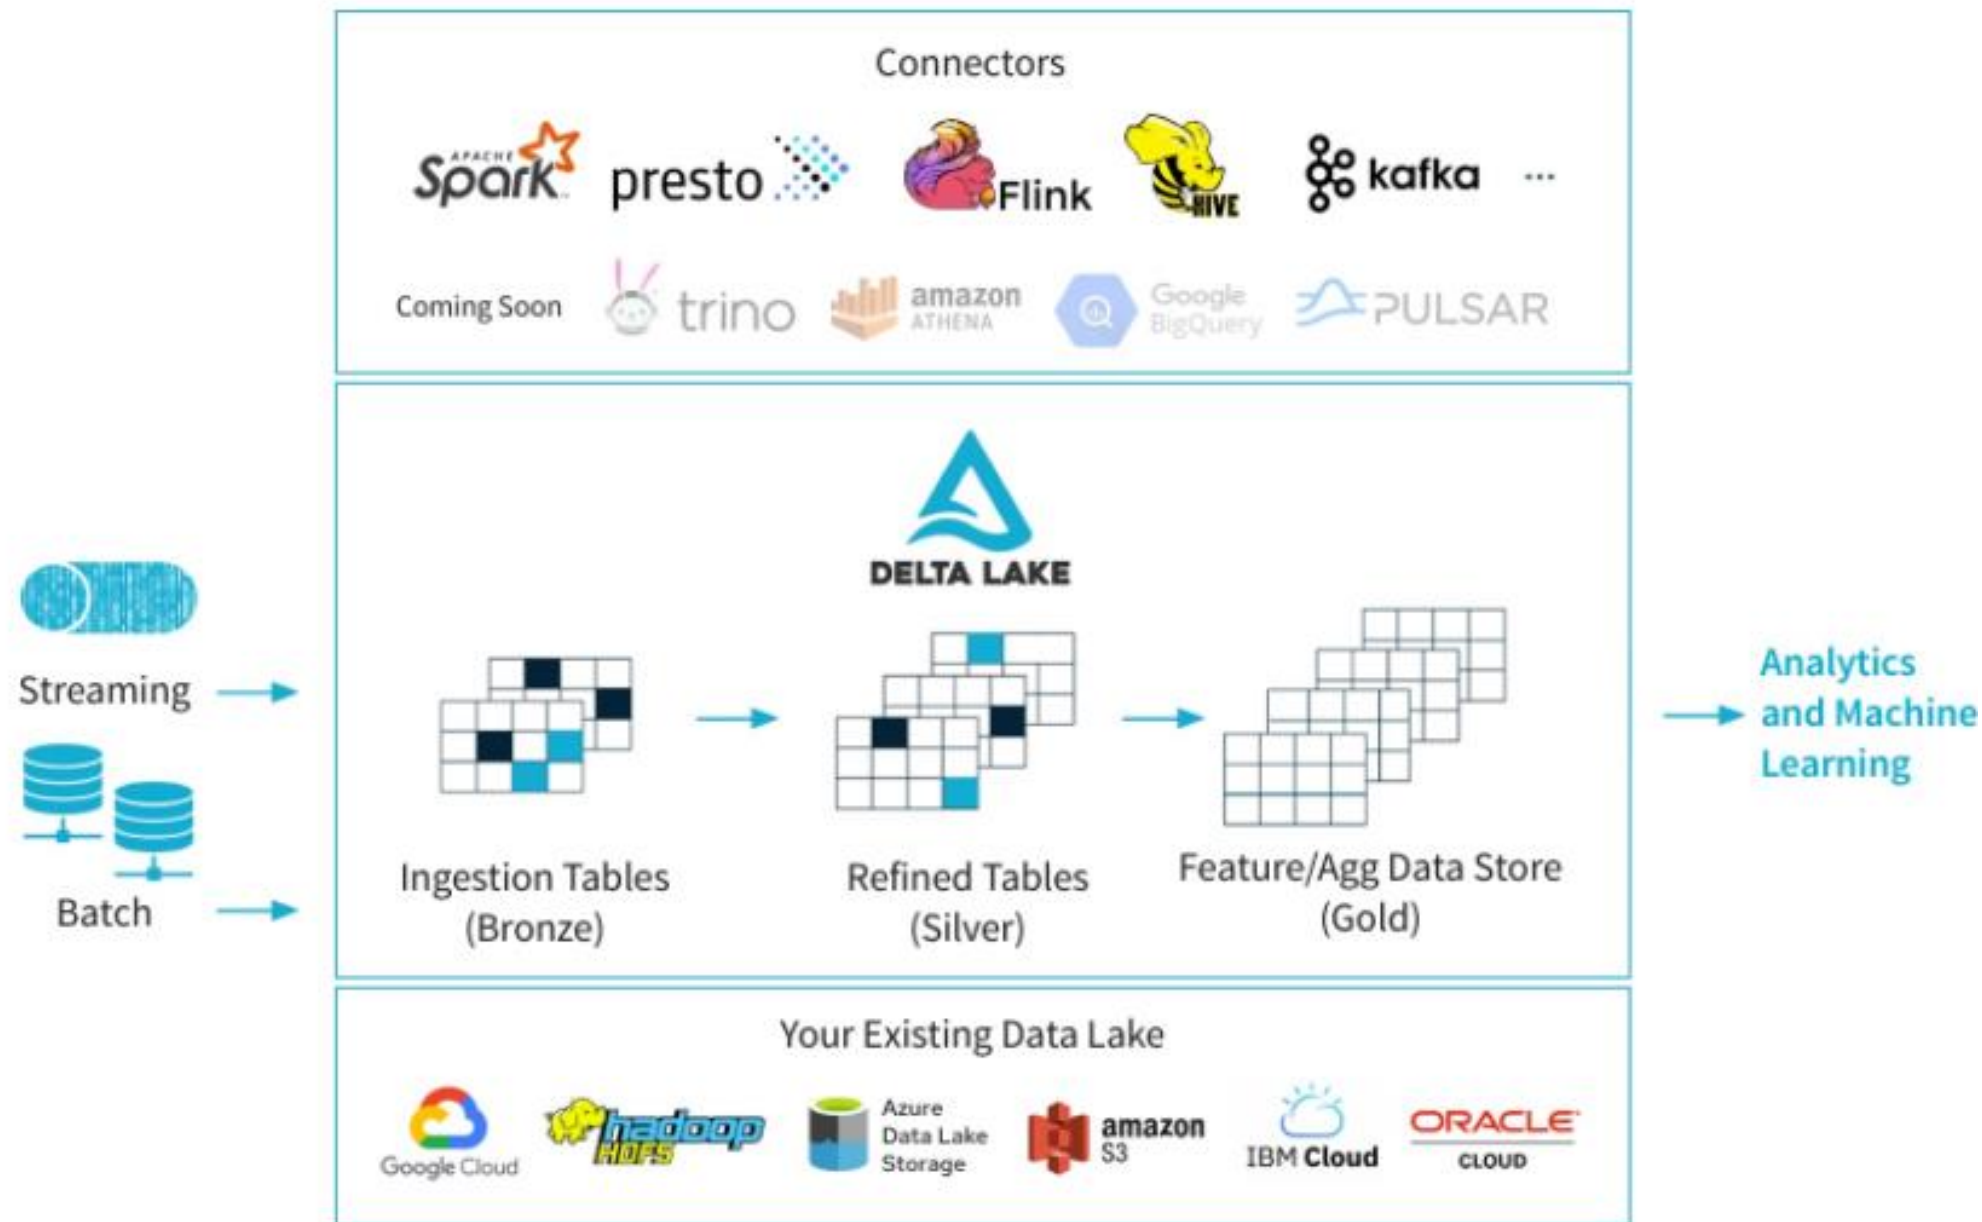 Connectors
APACHE
Spark™
presto
Flink
HIVE
kafka
...
Coming Soon
trino
amazon
ATHENA
Google
BigQuery
PULSAR
DELTA LAKE
Streaming
Batch
Ingestion Tables
(Bronze)
Refined Tables
(Silver)
Feature/Agg Data Store
(Gold)
Analytics
and Machine
Learning
Your Existing Data Lake
Google Cloud
hadoop
HDFS
Azure
Data Lake
Storage
amazon
S3
IBM Cloud
ORACLE
CLOUD